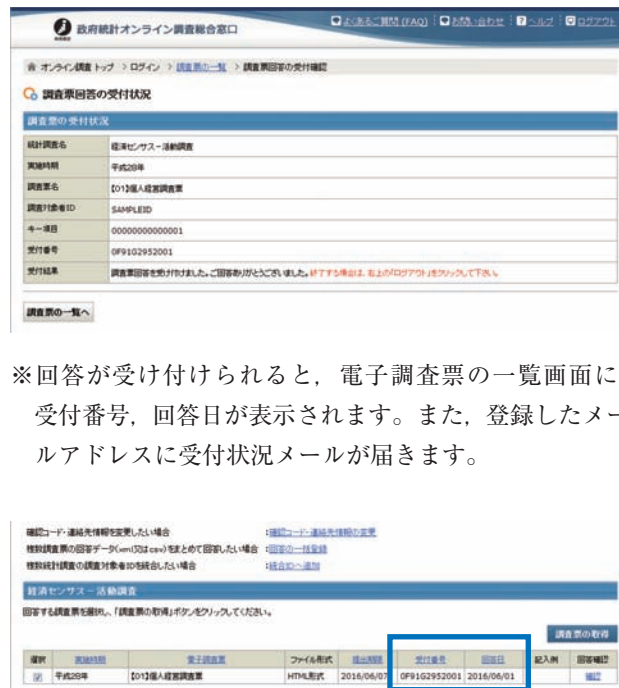 政府統計オンライン調査総合窓口
よくあるご質問(FAQ) お問い合わせ ヘルプ ログアウト
オンライン調査トップ > ログイン > 調査票の一覧 > 調査票回答の受付確認
調査票回答の受付状況
調査票の受付状況
統計調査名 経済センサス-活動調査
実施時期 平成28年
調査票名 【01】個人経営調査票
調査対象者ID SAMPLEID
キー項目 00000000000001
受付番号 0F91G2952001
受付結果 調査票回答を受け付けました。ご回答ありがとうございました。終了する場合は、右上の「ログアウト」をクリックして下さい。
調査票の一覧へ
※回答が受け付けられると，電子調査票の一覧画面に
受付番号，回答日が表示されます。また，登録したメー
ルアドレスに受付状況メールが届きます。
確認コード・連絡先情報を変更したい場合 :確認コード・連絡先情報の変更
複数調査票の回答データ(xml又はcsv)をまとめて回答したい場合 :回答の一括登録
複数統計調査の調査対象者IDを統合したい場合 :統合IDへ追加
経済センサス-活動調査
回答する調査票を選択し、「調査票の取得」ボタンをクリックしてください。
調査票の取得
選択 実施時期 電子調査票 ファイル形式 提出期限 受付番号 回答日 記入例 回答確認
平成28年 【01】個人経営調査票 HTML形式 2016/06/07 0F91G2952001 2016/06/01 確認